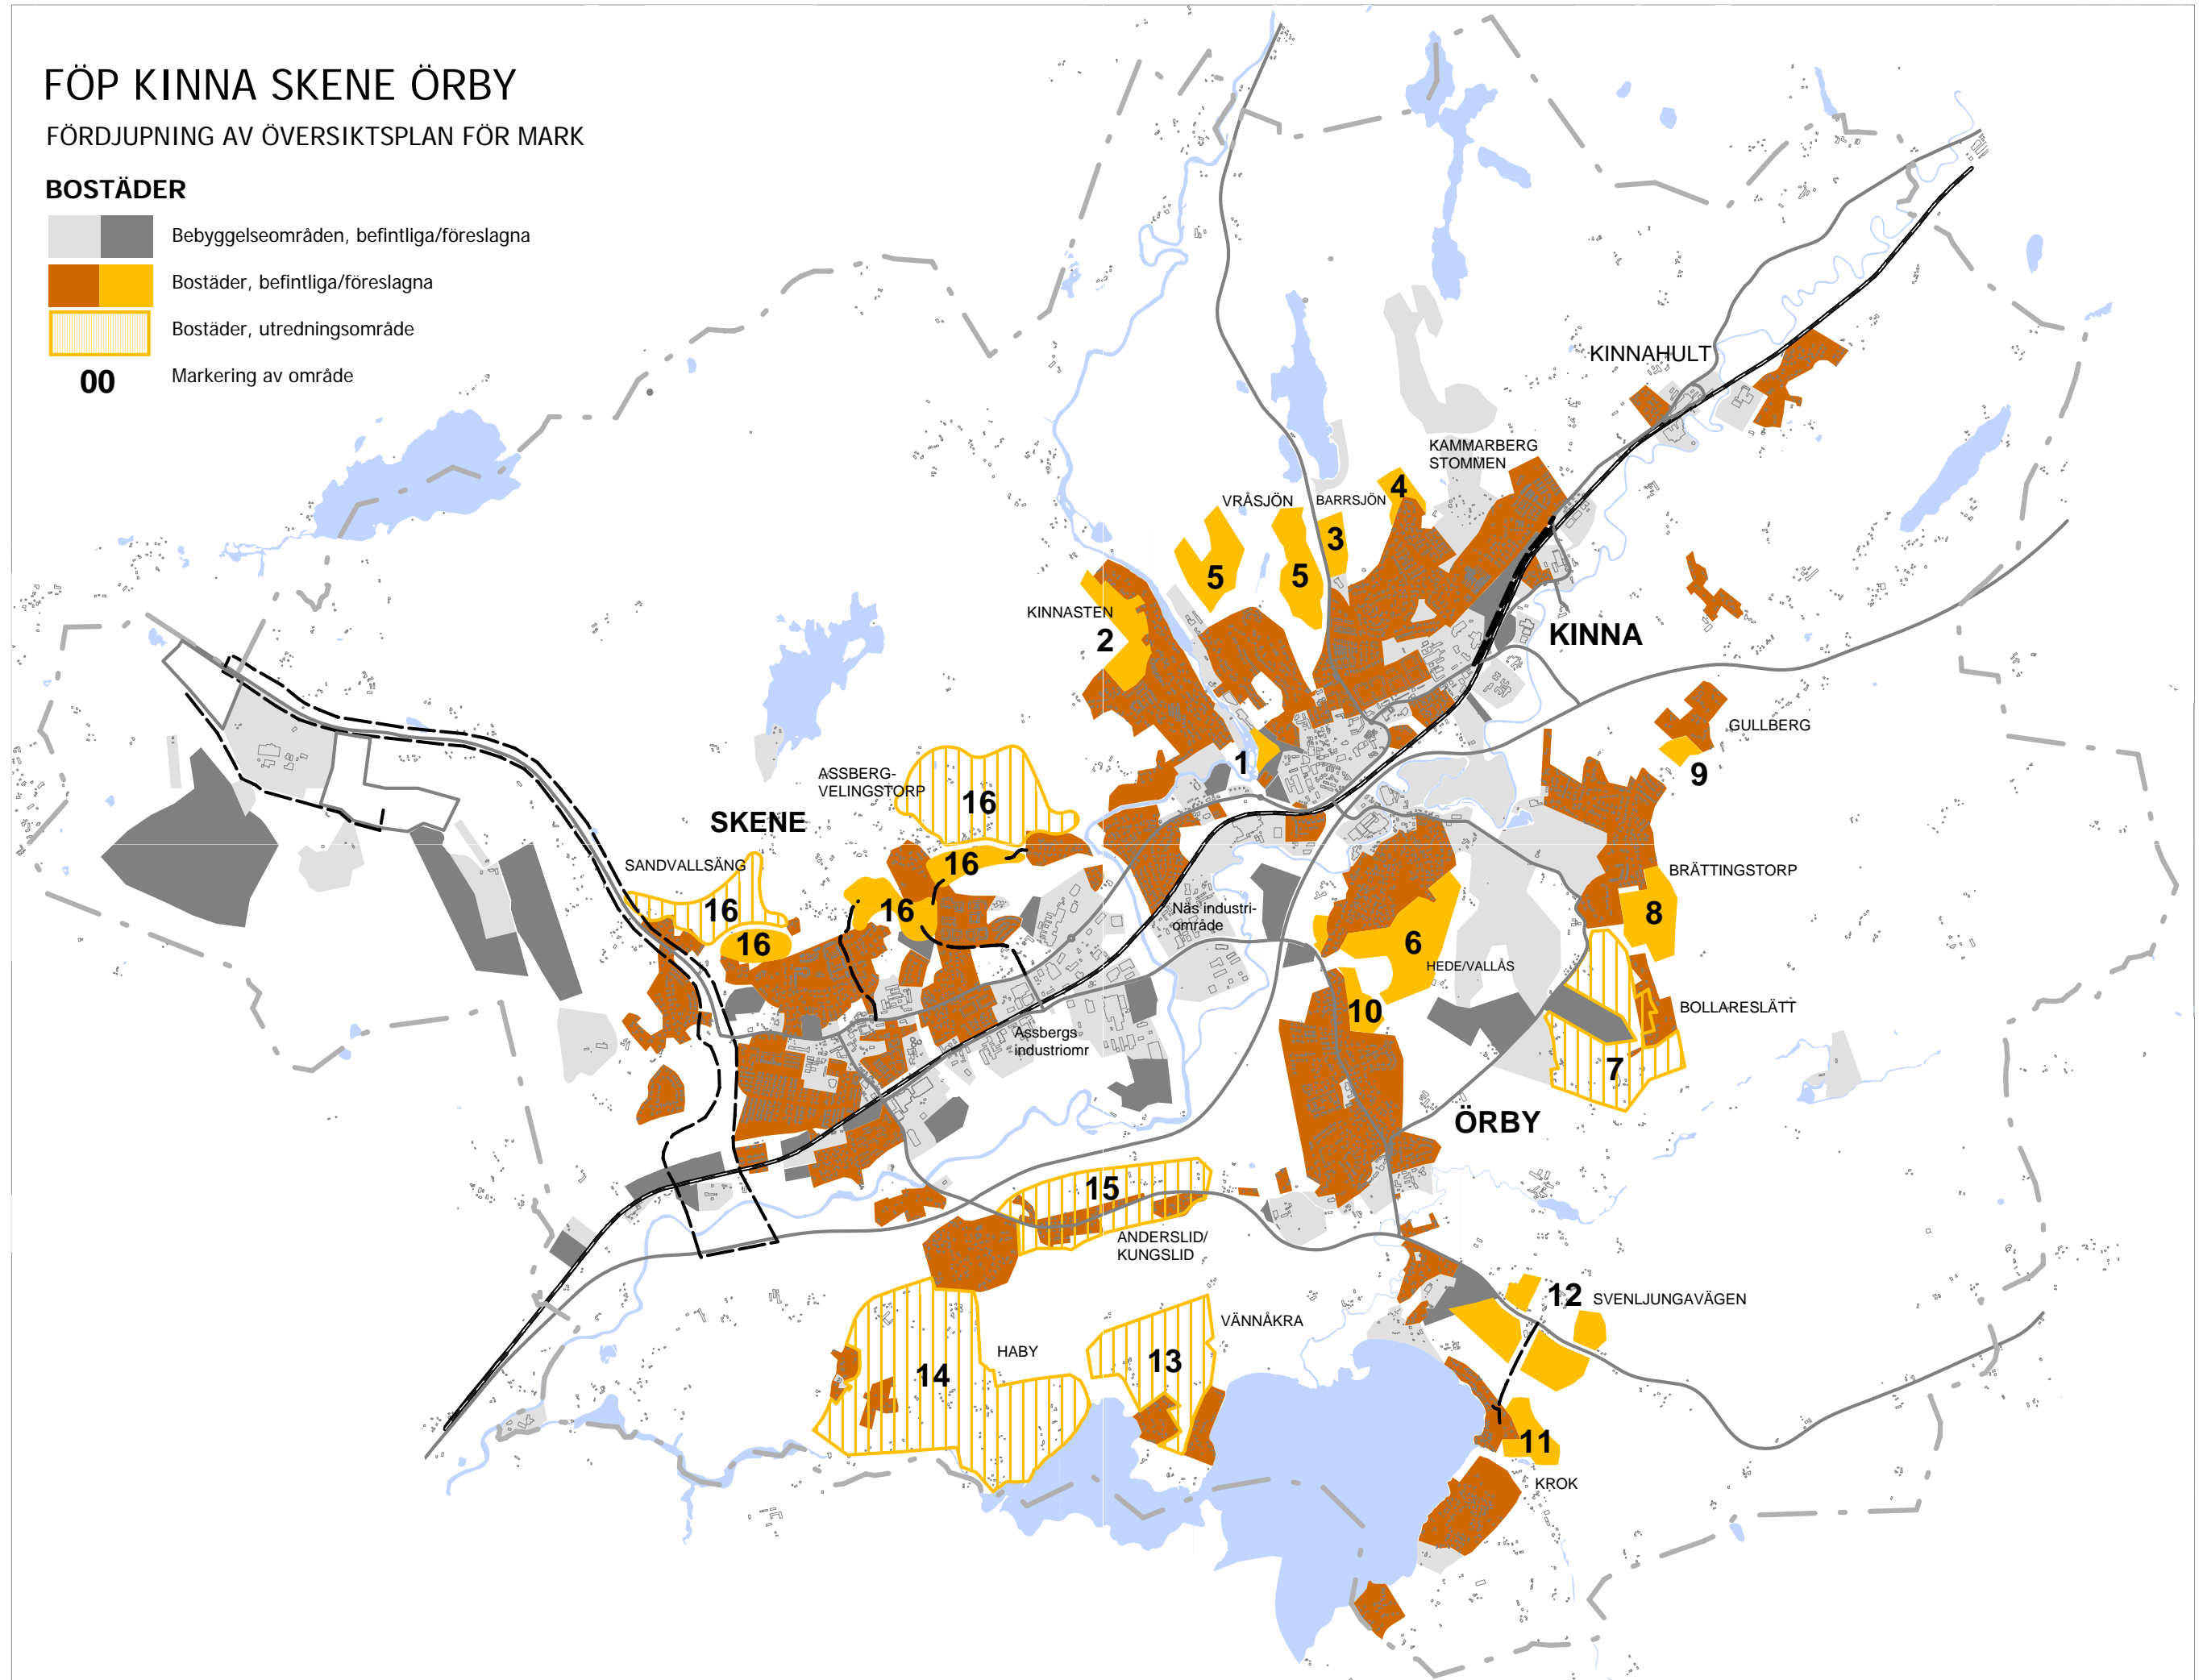 FÖP KINNA SKENE ÖRBY
FÖRDJUPNING AV ÖVERSIKTSPLAN FÖR MARK
BOSTÄDER
Bebyggelseområden, befintliga/föreslagna
Bostäder, befintliga/föreslagna
Bostäder, utredningsområde
00 Markering av område
KINNAHULT
KAMMARBERG
STOMMEN
VRÅSJÖN
BARRSJÖN
4
3
5
5
KINNASTEN
2
KINNA
GULLBERG
9
1
ASSBERG-
VELINGSTORP
16
SKENE
SANDVALLSÄNG
16
16
16
16
BRÄTTINGSTORP
8
Näs industri-
område
6
HEDE/VALLÅS
10
BOLLARESLÄTT
7
Assbergs
industriomr
ÖRBY
15
ANDERSLID/
KUNGSLID
12
SVENLJUNGAVÄGEN
VÄNNÅKRA
13
HABY
14
11
KROK